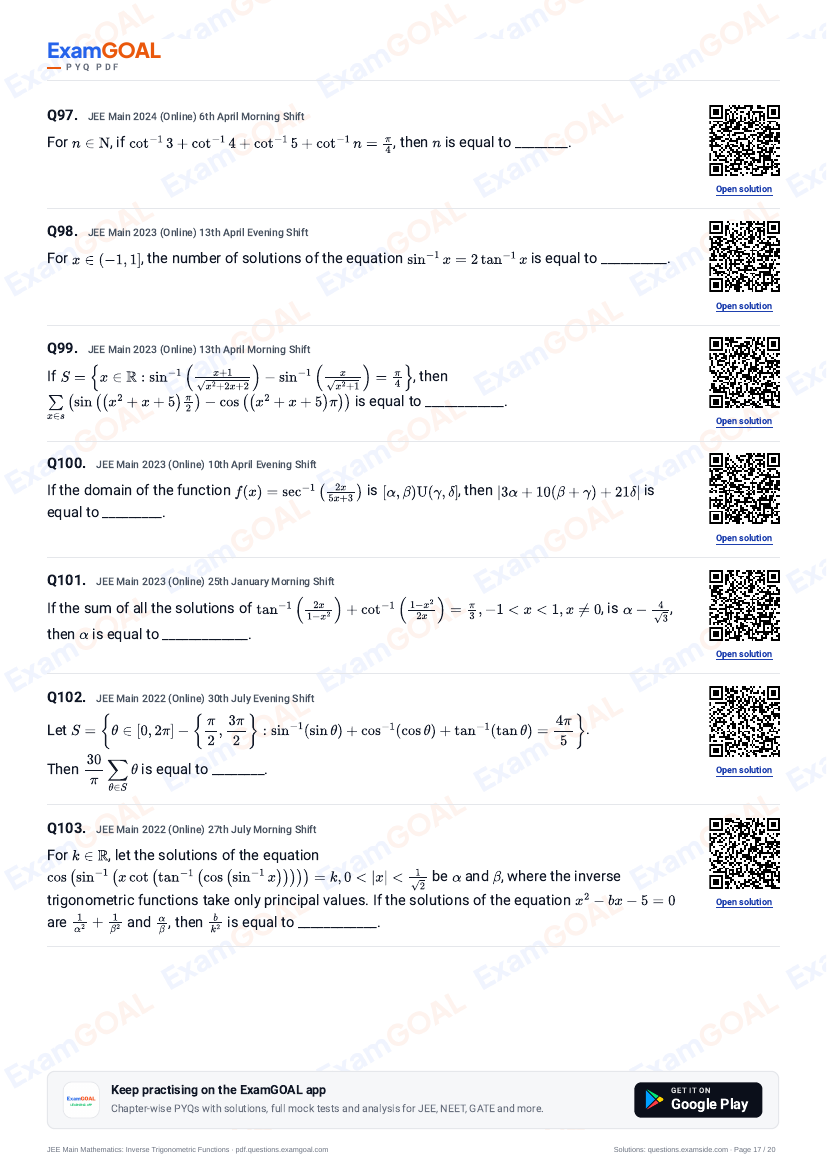 ExamGOAL
PYQ PDF
Q97. JEE Main 2024 (Online) 6th April Morning Shift
For n ∈ N, if cot⁻¹ 3 + cot⁻¹ 4 + cot⁻¹ 5 + cot⁻¹ n = π/4, then n is equal to ________.
Open solution
Q98. JEE Main 2023 (Online) 13th April Evening Shift
For x ∈ (−1, 1], the number of solutions of the equation sin⁻¹ x = 2 tan⁻¹ x is equal to __________.
Open solution
Q99. JEE Main 2023 (Online) 13th April Morning Shift
If S = {x ∈ ℝ : sin⁻¹ ((x+1)/√(x²+2x+2)) − sin⁻¹ (x/√(x²+1)) = π/4}, then
∑_{x∈s} (sin ((x² + x + 5) π/2) − cos ((x² + x + 5)π)) is equal to ____________.
Open solution
Q100. JEE Main 2023 (Online) 10th April Evening Shift
If the domain of the function f(x) = sec⁻¹ (2x/(5x+3)) is [α, β)U(γ, δ], then |3α + 10(β + γ) + 21δ| is
equal to _________.
Open solution
Q101. JEE Main 2023 (Online) 25th January Morning Shift
If the sum of all the solutions of tan⁻¹ (2x/(1−x²)) + cot⁻¹ ((1−x²)/2x) = π/3, −1 < x < 1, x ≠ 0, is α − 4/√3,
then α is equal to _____________.
Open solution
Q102. JEE Main 2022 (Online) 30th July Evening Shift
Let S = {θ ∈ [0, 2π] − {π/2, 3π/2} : sin⁻¹(sin θ) + cos⁻¹(cos θ) + tan⁻¹(tan θ) = 4π/5}.
Then 30/π ∑_{θ∈S} θ is equal to ________.
Open solution
Q103. JEE Main 2022 (Online) 27th July Morning Shift
For k ∈ ℝ, let the solutions of the equation
cos (sin⁻¹ (x cot (tan⁻¹ (cos (sin⁻¹ x))))) = k, 0 < |x| < 1/√2 be α and β, where the inverse
trigonometric functions take only principal values. If the solutions of the equation x² − bx − 5 = 0
are 1/α² + 1/β² and α/β, then b/k² is equal to ____________.
Open solution
Keep practising on the ExamGOAL app
Chapter-wise PYQs with solutions, full mock tests and analysis for JEE, NEET, GATE and more.
GET IT ON
Google Play
JEE Main Mathematics: Inverse Trigonometric Functions · pdf.questions.examgoal.com
Solutions: questions.examside.com · Page 17 / 20